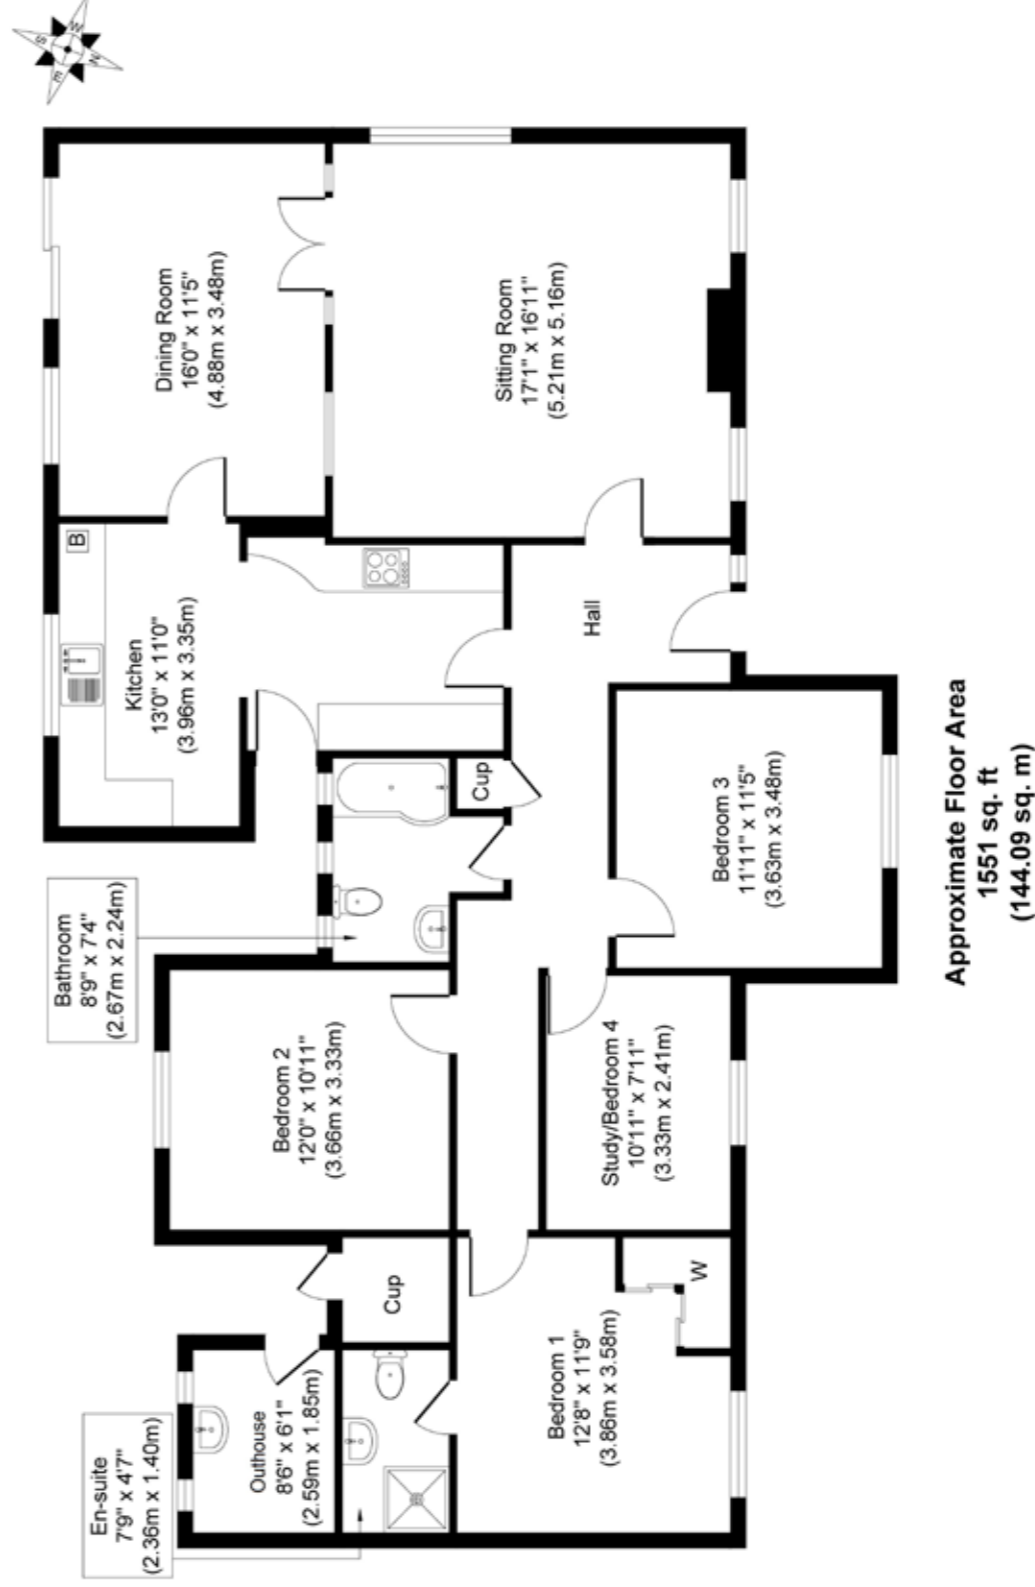 En-suite
7'9" x 4'7"
(2.36m x 1.40m)
Bathroom
8'9" x 7'4"
(2.67m x 2.24m)
Kitchen
13'0" x 11'0"
(3.96m x 3.35m)
B
Dining Room
16'0" x 11'5"
(4.88m x 3.48m)
S
W
E
N
Outhouse
8'6" x 6'1"
(2.59m x 1.85m)
Cup
Bedroom 2
12'0" x 10'11"
(3.66m x 3.33m)
Cup
Sitting Room
17'1" x 16'11"
(5.21m x 5.16m)
Hall
Bedroom 1
12'8" x 11'9"
(3.86m x 3.58m)
W
Study/Bedroom 4
10'11" x 7'11"
(3.33m x 2.41m)
Bedroom 3
11'11" x 11'5"
(3.63m x 3.48m)
Approximate Floor Area
1551 sq. ft
(144.09 sq. m)